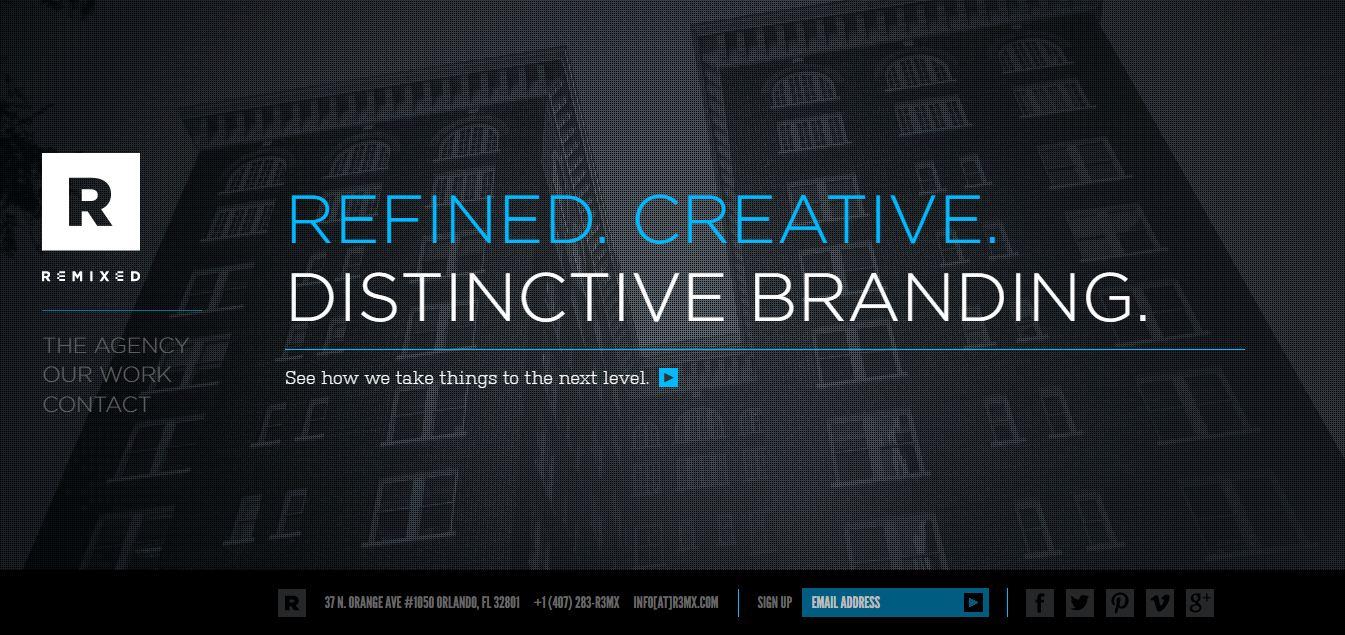 R
REMIXED
THE AGENCY
OUR WORK
CONTACT
REFINED. CREATIVE.
DISTINCTIVE BRANDING.
See how we take things to the next level.
R
37 N. ORANGE AVE #1050 ORLANDO, FL 32801 +1 (407) 283-R3MX INFO[AT]R3MX.COM
SIGN UP
EMAIL ADDRESS